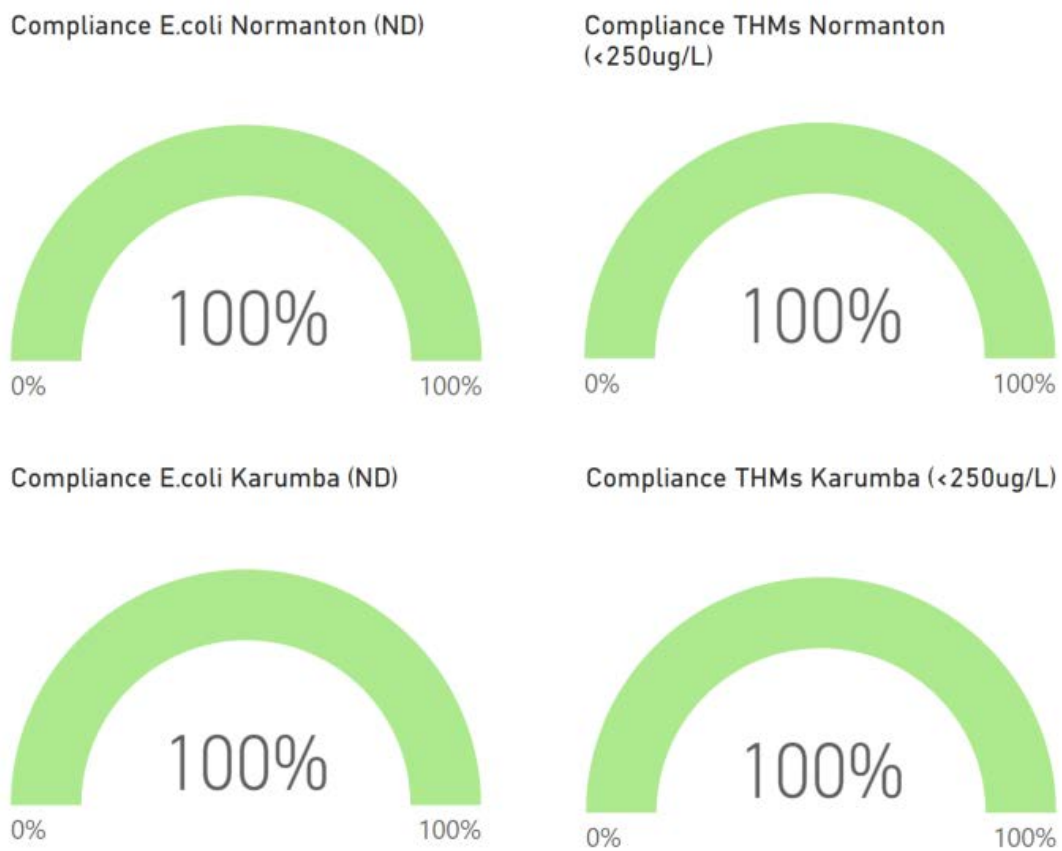 Compliance E.coli Normanton (ND)
100%
0%
100%
Compliance THMs Normanton
(<250ug/L)
100%
0%
100%
Compliance E.coli Karumba (ND)
100%
0%
100%
Compliance THMs Karumba (<250ug/L)
100%
0%
100%